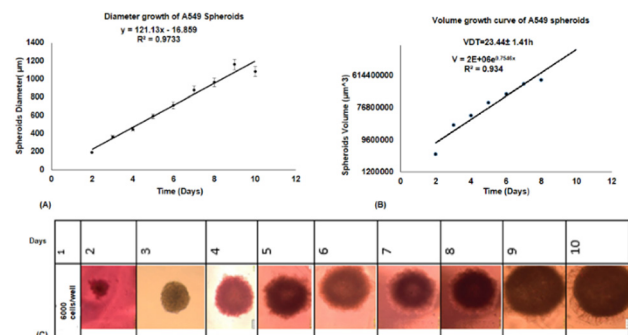 Diameter growth of A549 Spheroids
y = 121.13x - 16.859
R² = 0.9733
1400
1200
1000
800
600
400
200
0
Spheroids Diameter( µm)
0 2 4 6 8 10 12
Time (Days)
(A)
Volume growth curve of A549 spheroids
VDT=23.44± 1.41h
R² = 0.934
614400000
76800000
9600000
1200000
Spheroids Volume (µm^3)
0 2 4 6 8 10 12
Time (Days)
(B)
Days 1 2 3 4 5 6 7 8 9 10
6000 cells/well